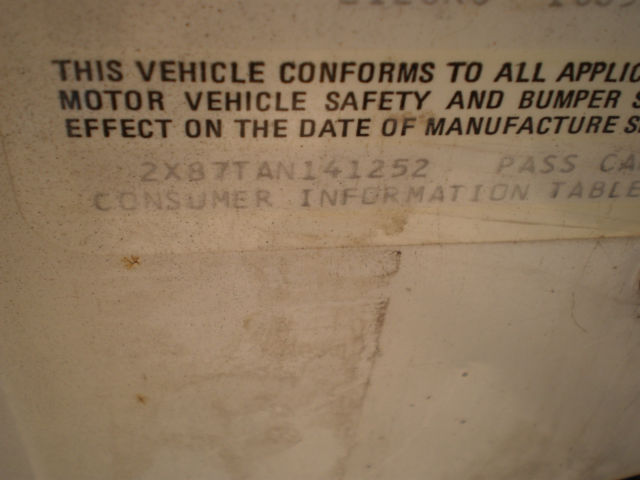 THIS VEHICLE CONFORMS TO ALL APPLIC
MOTOR VEHICLE SAFETY AND BUMPER S
EFFECT ON THE DATE OF MANUFACTURE S
2X87TAN141252 PASS CA
CONSUMER INFORMATION TABLE